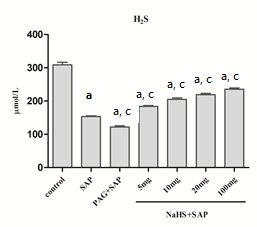 H₂S
μmol/L
400
300
200
100
0
a
a, c
a, c
a, c
a, c
a, c
control
SAP
PAG+SAP
5mg
10mg
20mg
100mg
NaHS+SAP